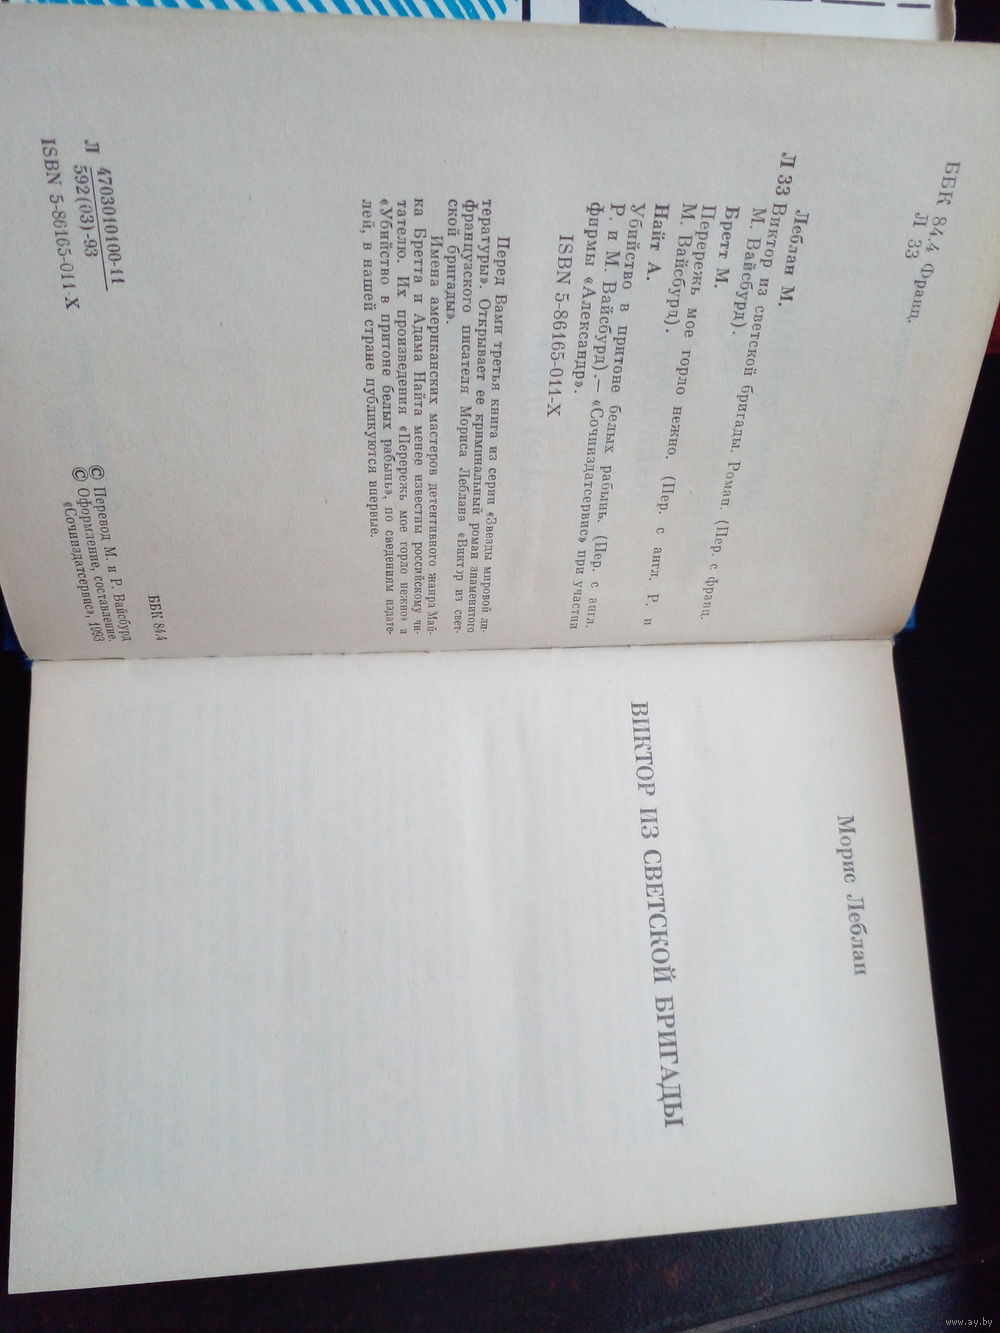 ББК 84.4 Франц.
Л 33
Леблан М.
Л 33 Виктор из светской бригады. Роман. (Пер. с франц.
М. Вайсбурд).
Бретт М.
Перережь мое горло нежно. (Пер. с англ. Р. и
М. Вайсбурд).
Найт А.
Убийство в притоне белых рабынь. (Пер. с англ.
Р. и М. Вайсбурд).— «Сочииздатсервис» при участии
фирмы «Александр».
ISBN 5-86165-011-X
Перед Вами третья книга из серии «Звезды мировой ли-
тературы». Открывает ее криминальный роман знаменитого
французского писателя Мориса Леблана «Виктор из свет-
ской бригады».
Имена американских мастеров детективного жанра Май-
ка Бретта и Адама Найта менее известны российскому чи-
тателю. Их произведения «Перережь мое горло нежно» и
«Убийство в притоне белых рабынь», по сведениям издате-
лей, в нашей стране публикуются впервые.
Л 4703010100-11
592(03)-93
ISBN 5-86165-011-X
ББК 84.4
© Перевод М. и Р. Вайсбурд
© Оформление, составление.
«Сочииздатсервис», 1993
Морис Леблан
ВИКТОР ИЗ СВЕТСКОЙ БРИГАДЫ
www.ay.by